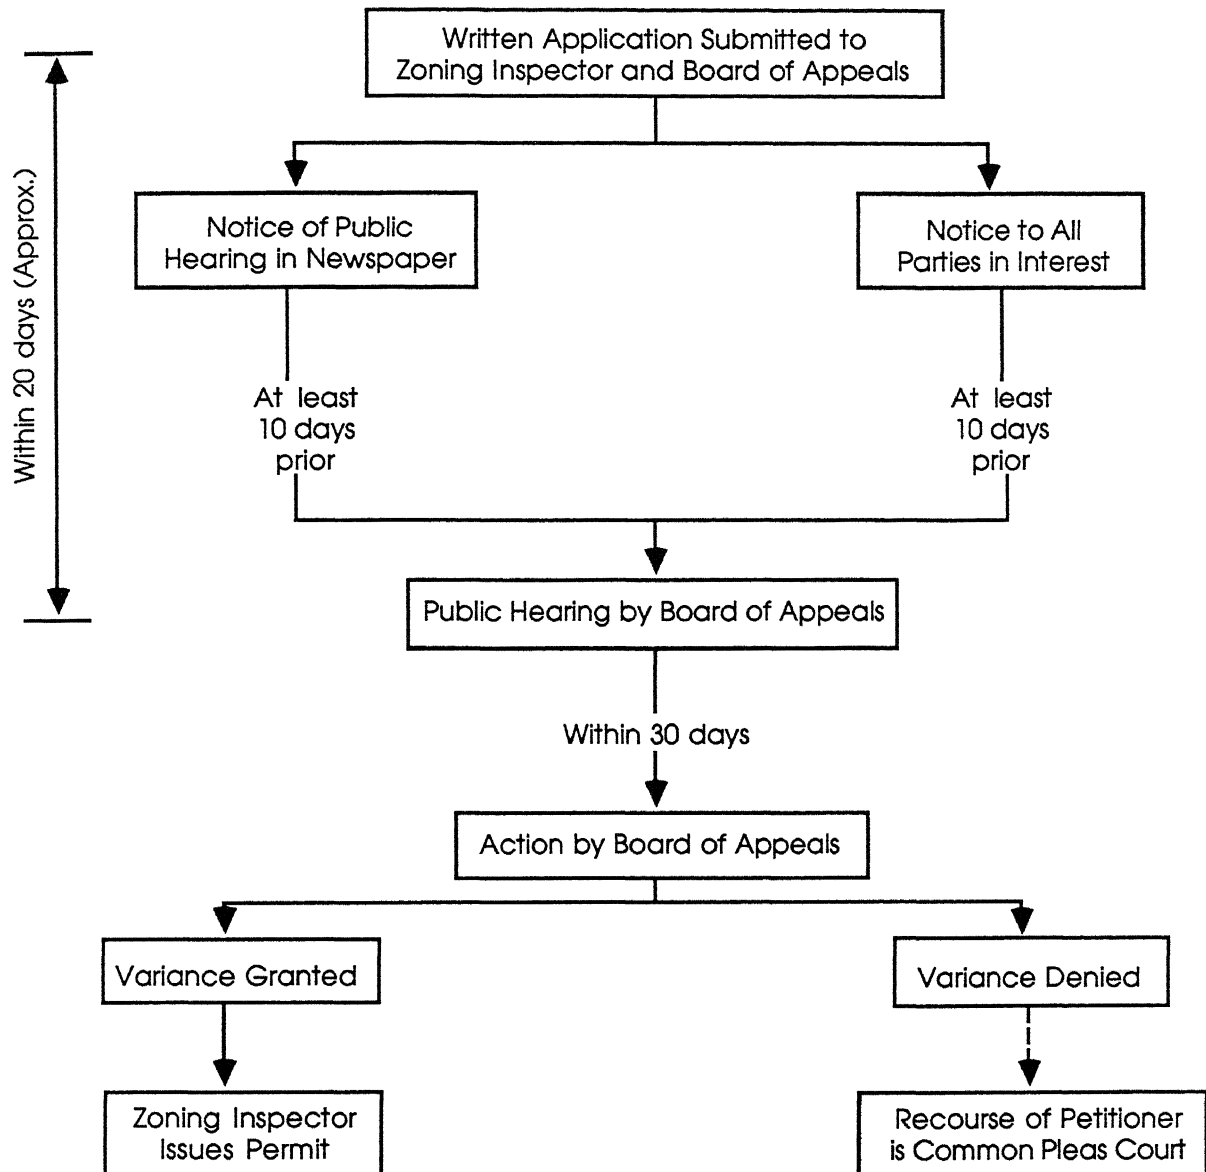 Written Application Submitted to
Zoning Inspector and Board of Appeals
Within 20 days (Approx.)
Notice of Public
Hearing in Newspaper
Notice to All
Parties in Interest
At least
10 days
prior
At least
10 days
prior
Public Hearing by Board of Appeals
Within 30 days
Action by Board of Appeals
Variance Granted
Variance Denied
Zoning Inspector
Issues Permit
Recourse of Petitioner
is Common Pleas Court